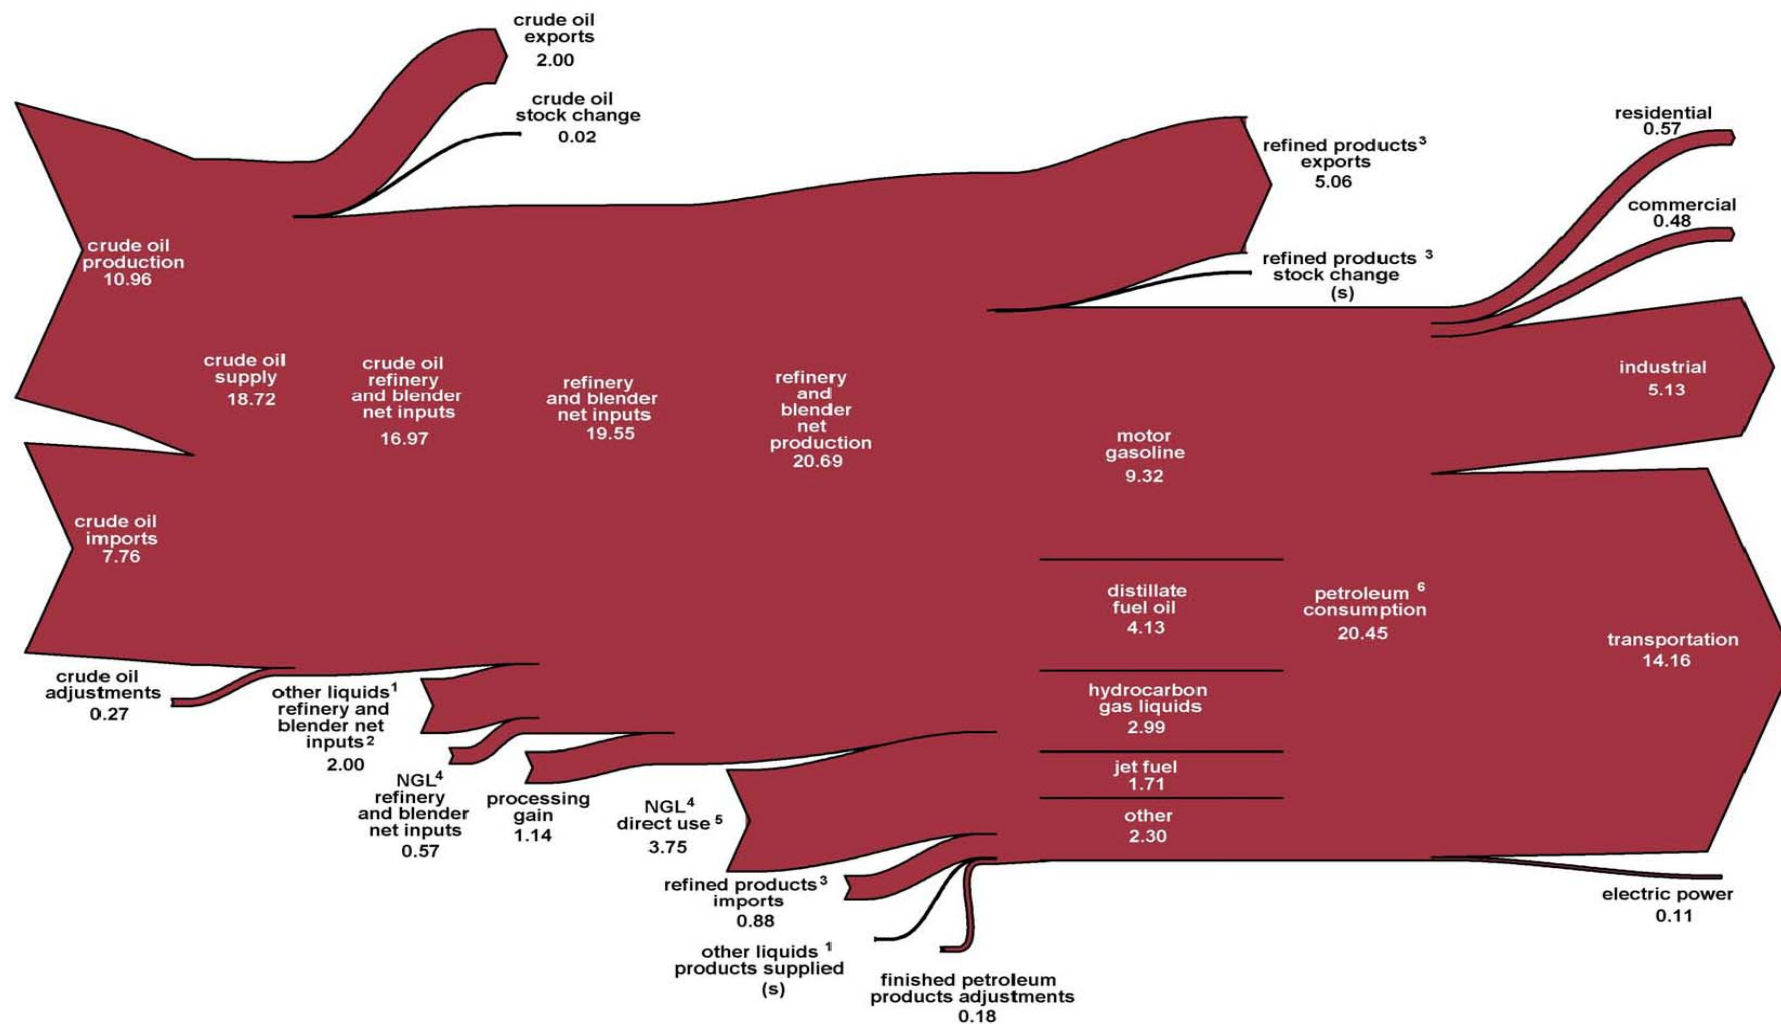 crude oil
exports
2.00
crude oil
stock change
0.02
crude oil
production
10.96
crude oil
supply
18.72
crude oil
refinery
and blender
net inputs
16.97
refinery
and blender
net inputs
19.55
refinery
and
blender
net
production
20.69
refined products³
exports
5.06
refined products ³
stock change
(s)
residential
0.57
commercial
0.48
industrial
5.13
motor
gasoline
9.32
crude oil
imports
7.76
distillate
fuel oil
4.13
petroleum ⁶
consumption
20.45
transportation
14.16
crude oil
adjustments
0.27
other liquids¹
refinery and
blender net
inputs²
2.00
hydrocarbon
gas liquids
2.99
jet fuel
1.71
other
2.30
NGL⁴
refinery
and blender
net inputs
0.57
processing
gain
1.14
NGL⁴
direct use ⁵
3.75
refined products³
imports
0.88
other liquids ¹
products supplied
(s)
finished petroleum
products adjustments
0.18
electric power
0.11